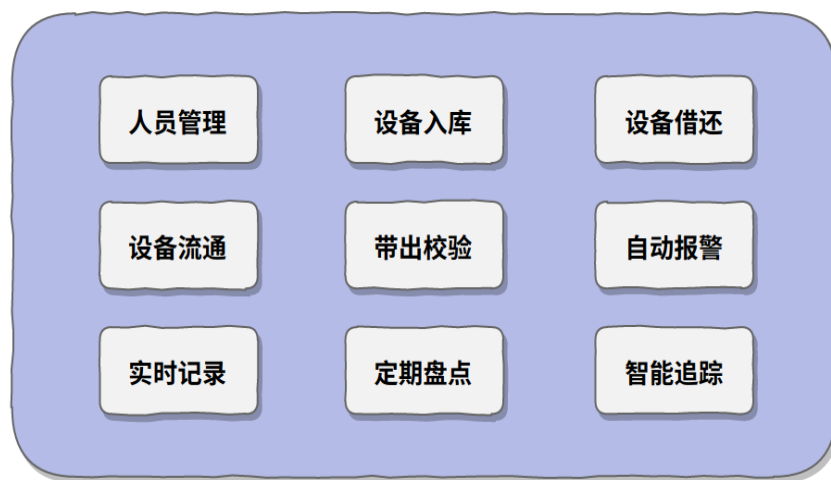 人员管理
设备入库
设备借还
设备流通
带出校验
自动报警
实时记录
定期盘点
智能追踪